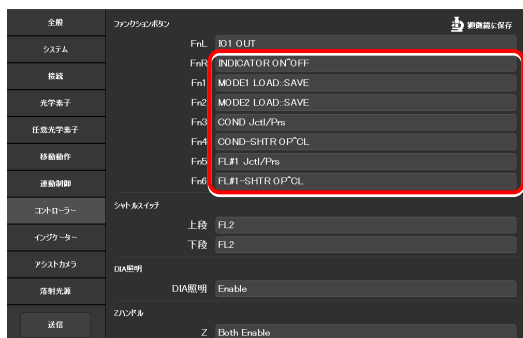 全般
システム
接続
光学素子
任意光学素子
移動動作
連動制御
コントローラー
インジケーター
アシストカメラ
落射光源
送信
ファンクションボタン
顕微鏡に保存
FnL IO1 OUT
FnR INDICATOR ON^OFF
Fn1 MODE1 LOAD::SAVE
Fn2 MODE2 LOAD::SAVE
Fn3 COND Jctl/Prs
Fn4 COND-SHTR OP^CL
Fn5 FL#1 Jctl/Prs
Fn6 FL#1-SHTR OP^CL
シャトルスイッチ
上段 FL2
下段 FL2
DIA照明
DIA照明 Enable
Zハンドル
Z Both Enable